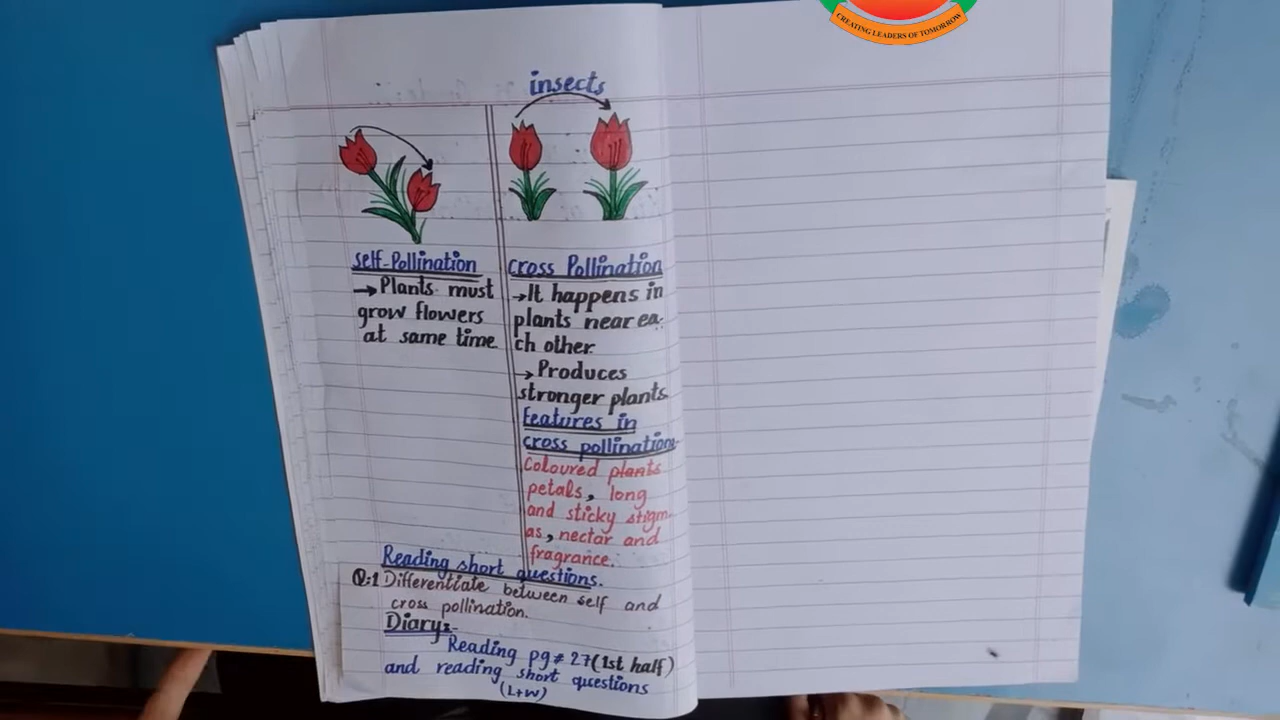 CREATING LEADERS OF TOMORROW
insects
Self-Pollination
→Plants must
grow flowers
at same time
Cross Pollination
→It happens in
plants near ea-
ch other.
→Produces
stronger plants.
Features in
cross pollination:-
Coloured plants
petals, long
and sticky stigm-
as, nectar and
fragrance.
Reading short questions.
Q:1 Differentiate between self and
cross pollination.
Diary:-
Reading pg# 27(1st half)
and reading short questions
(L+W)